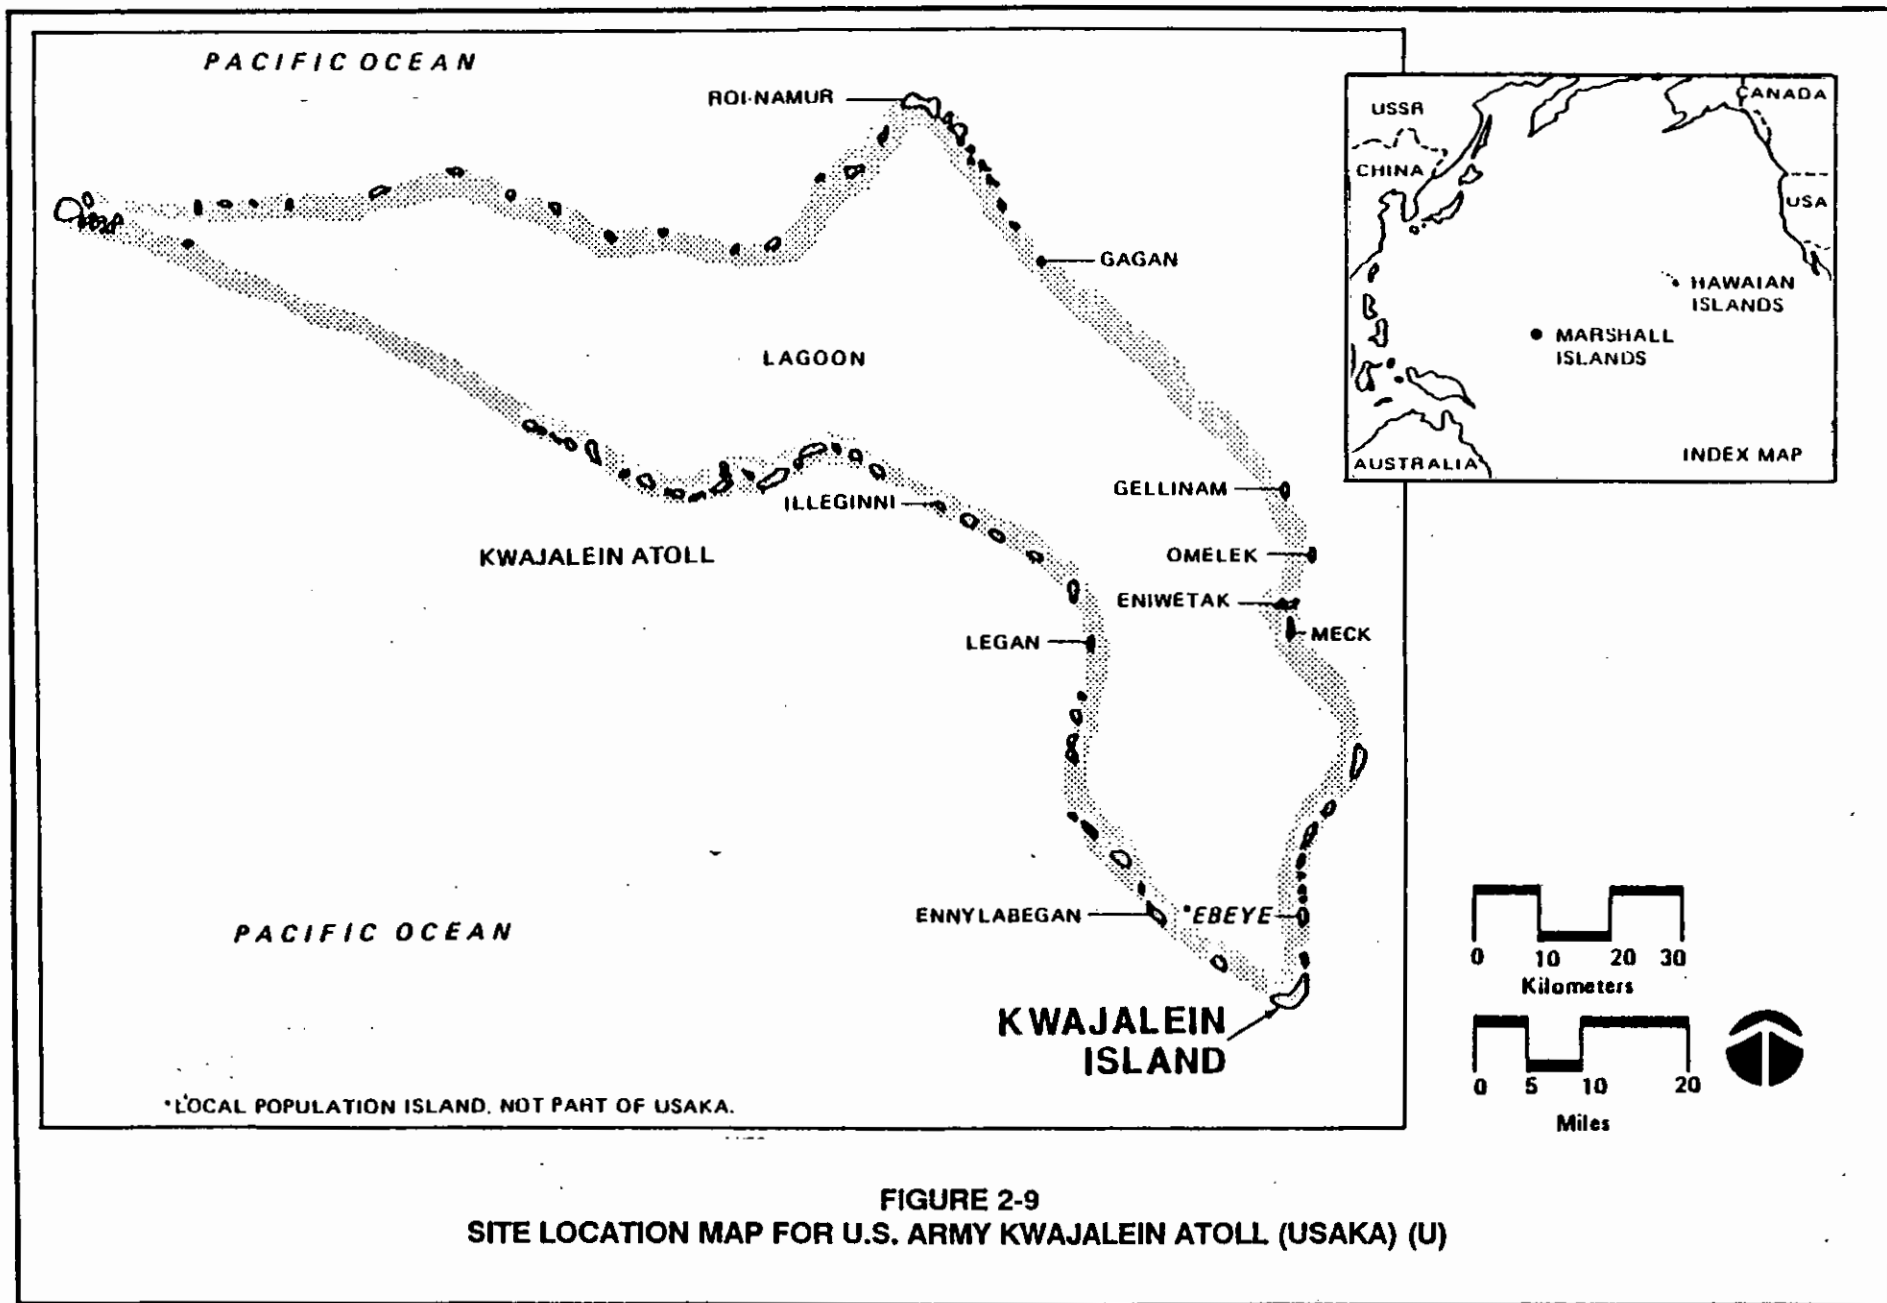 PACIFIC OCEAN
ROI-NAMUR
GAGAN
LAGOON
GELLINAM
ILLEGINNI
OMELEK
KWAJALEIN ATOLL
ENIWETAK
MECK
LEGAN
ENNYLABEGAN
*EBEYE
PACIFIC OCEAN
KWAJALEIN
ISLAND
*LOCAL POPULATION ISLAND, NOT PART OF USAKA.
USSR
CANADA
CHINA
USA
HAWAIAN
ISLANDS
MARSHALL
ISLANDS
AUSTRALIA
INDEX MAP
0 10 20 30
Kilometers
0 5 10 20
Miles
FIGURE 2-9
SITE LOCATION MAP FOR U.S. ARMY KWAJALEIN ATOLL (USAKA) (U)